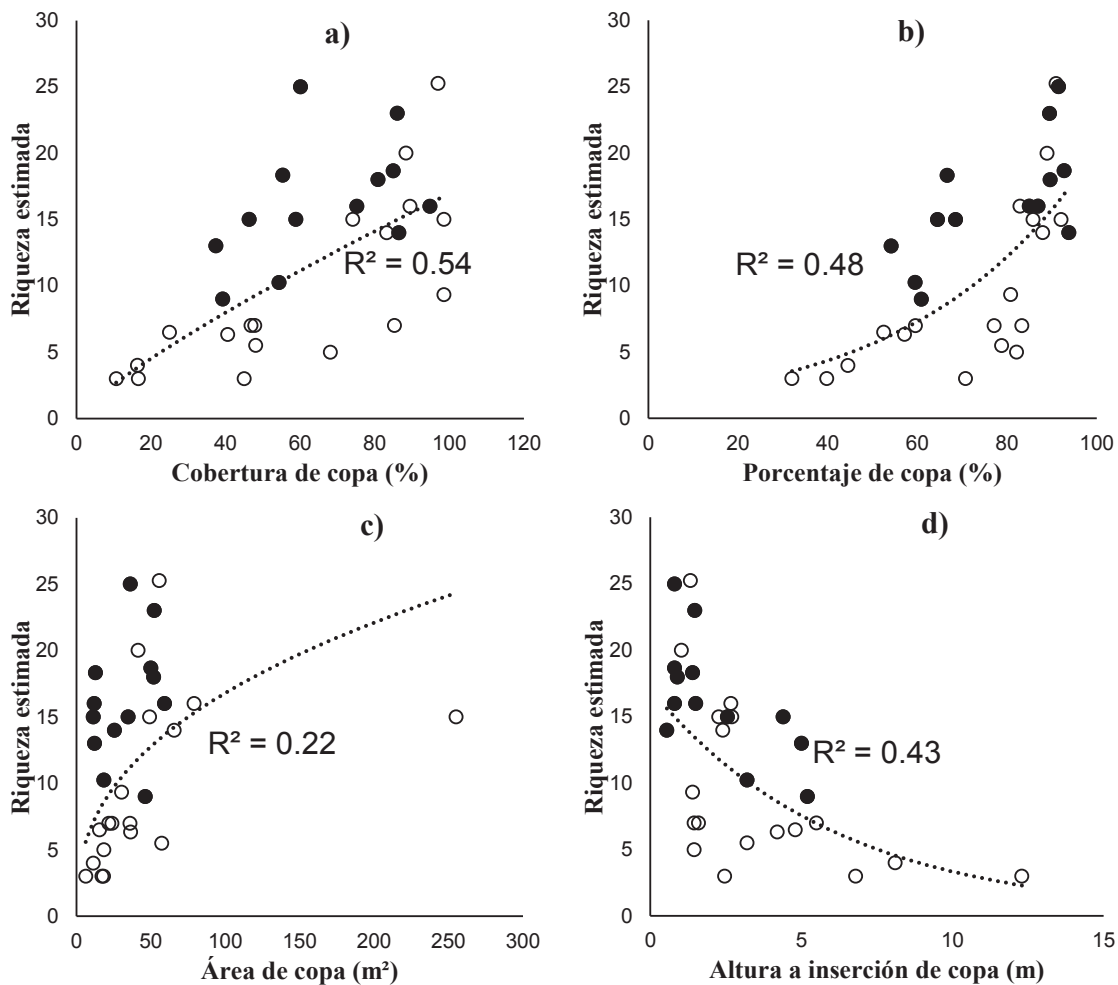 a)
Riqueza estimada
30
25
20
15
10
5
0
R² = 0.54
0 20 40 60 80 100 120
Cobertura de copa (%)
b)
Riqueza estimada
30
25
20
15
10
5
0
R² = 0.48
0 20 40 60 80 100
Porcentaje de copa (%)
c)
Riqueza estimada
30
25
20
15
10
5
0
R² = 0.22
0 50 100 150 200 250 300
Área de copa (m²)
d)
Riqueza estimada
30
25
20
15
10
5
0
R² = 0.43
0 5 10 15
Altura a inserción de copa (m)